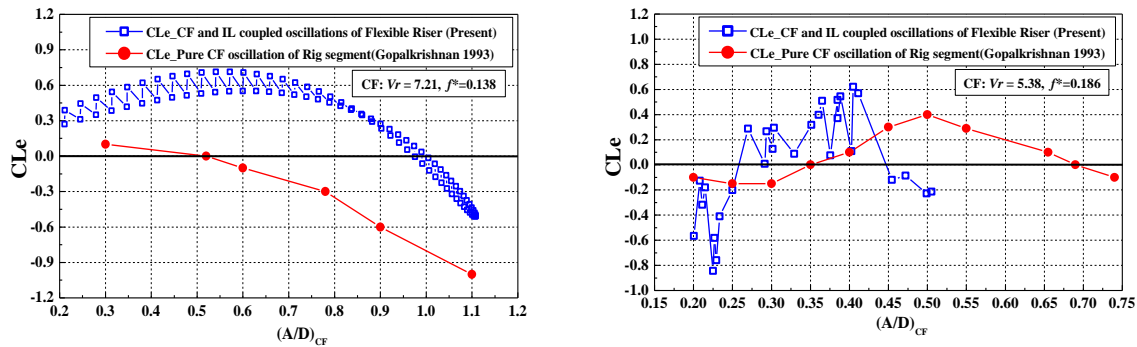 CLe_CF and IL coupled oscillations of Flexible Riser (Present)
CLe_Pure CF oscillation of Rig segment(Gopalkrishnan 1993)
CF: Vr = 7.21, f*=0.138
1.2
0.9
0.6
0.3
0.0
-0.3
-0.6
-0.9
-1.2
CLe
0.2 0.3 0.4 0.5 0.6 0.7 0.8 0.9 1.0 1.1 1.2
(A/D)CF
CLe_CF and IL coupled oscillations of Flexible Riser (Present)
CLe_Pure CF oscillation of Rig segment(Gopalkrishnan 1993)
CF: Vr = 5.38, f*=0.186
1.2
1.0
0.8
0.6
0.4
0.2
0.0
-0.2
-0.4
-0.6
-0.8
-1.0
CLe
0.15 0.20 0.25 0.30 0.35 0.40 0.45 0.50 0.55 0.60 0.65 0.70 0.75
(A/D)CF